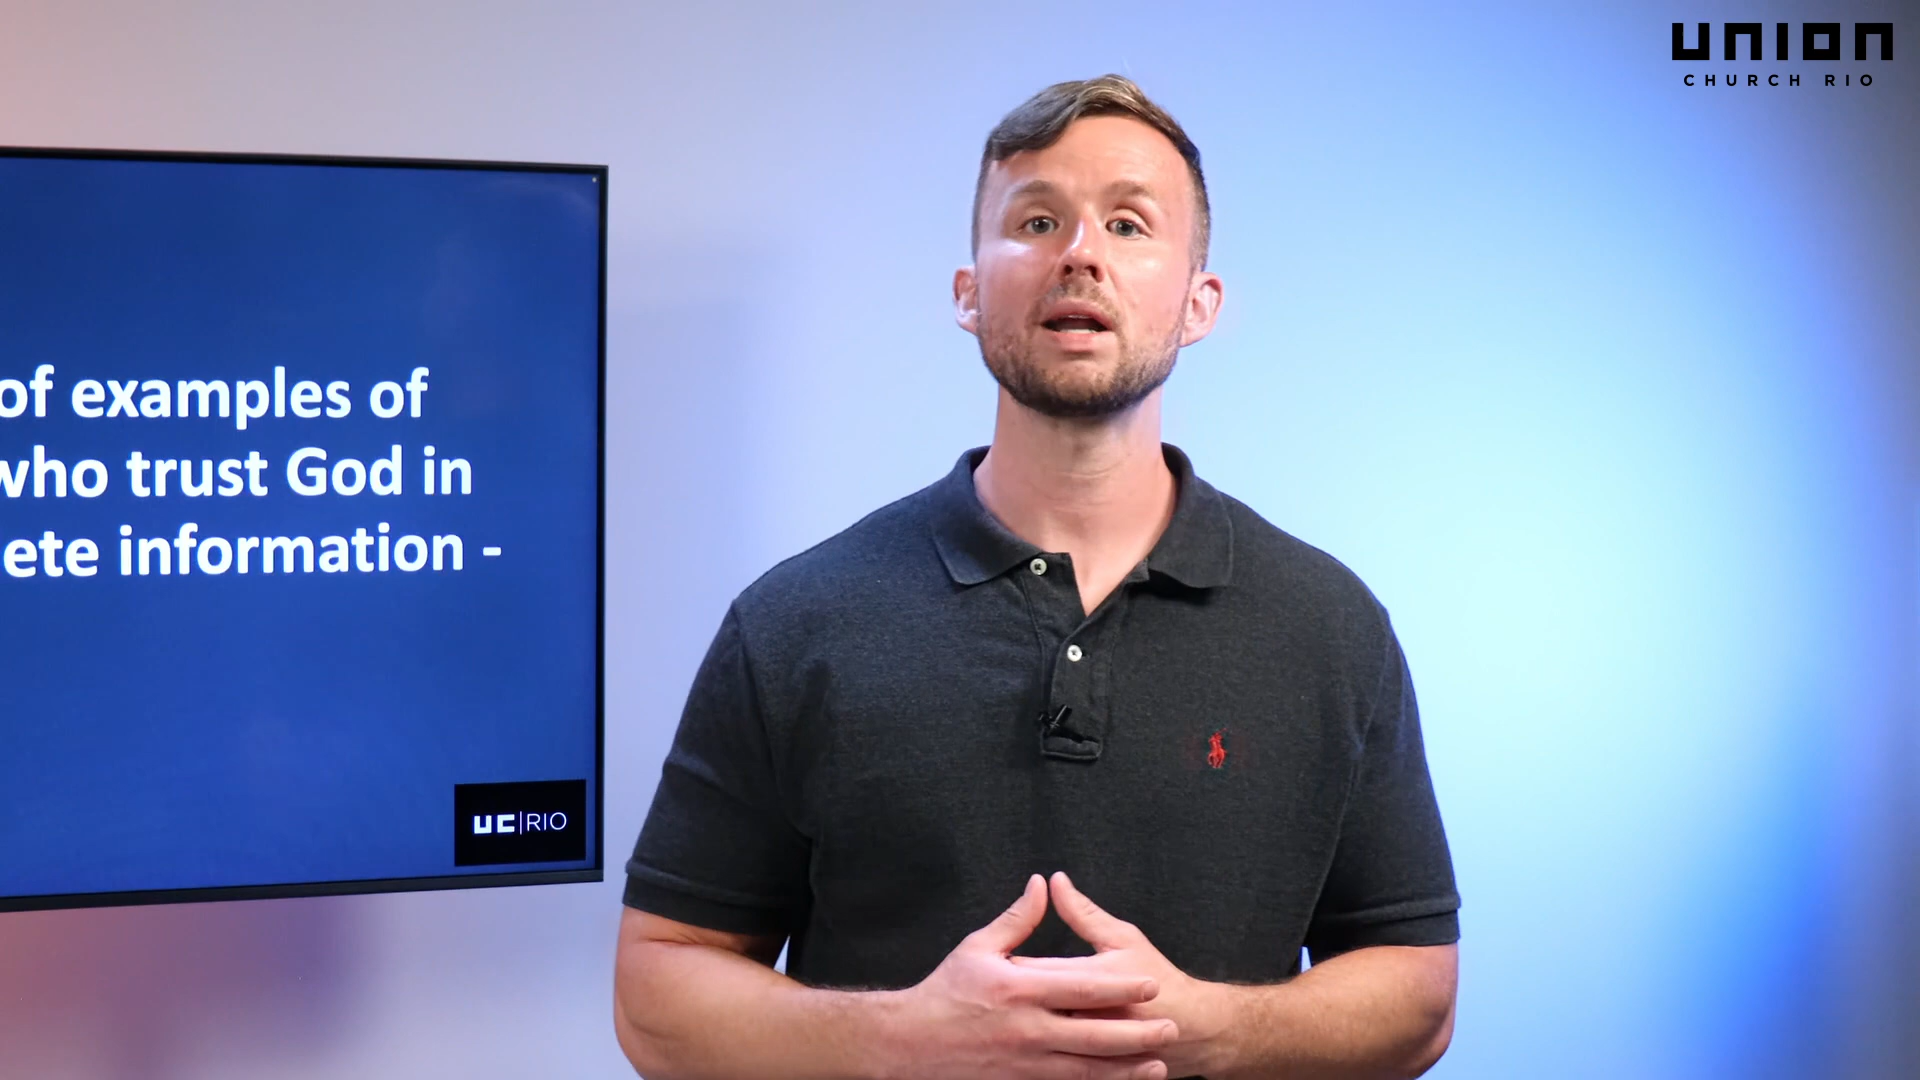 of examples of
who trust God in
ete information -
UC|RIO
UNION
CHURCH RIO